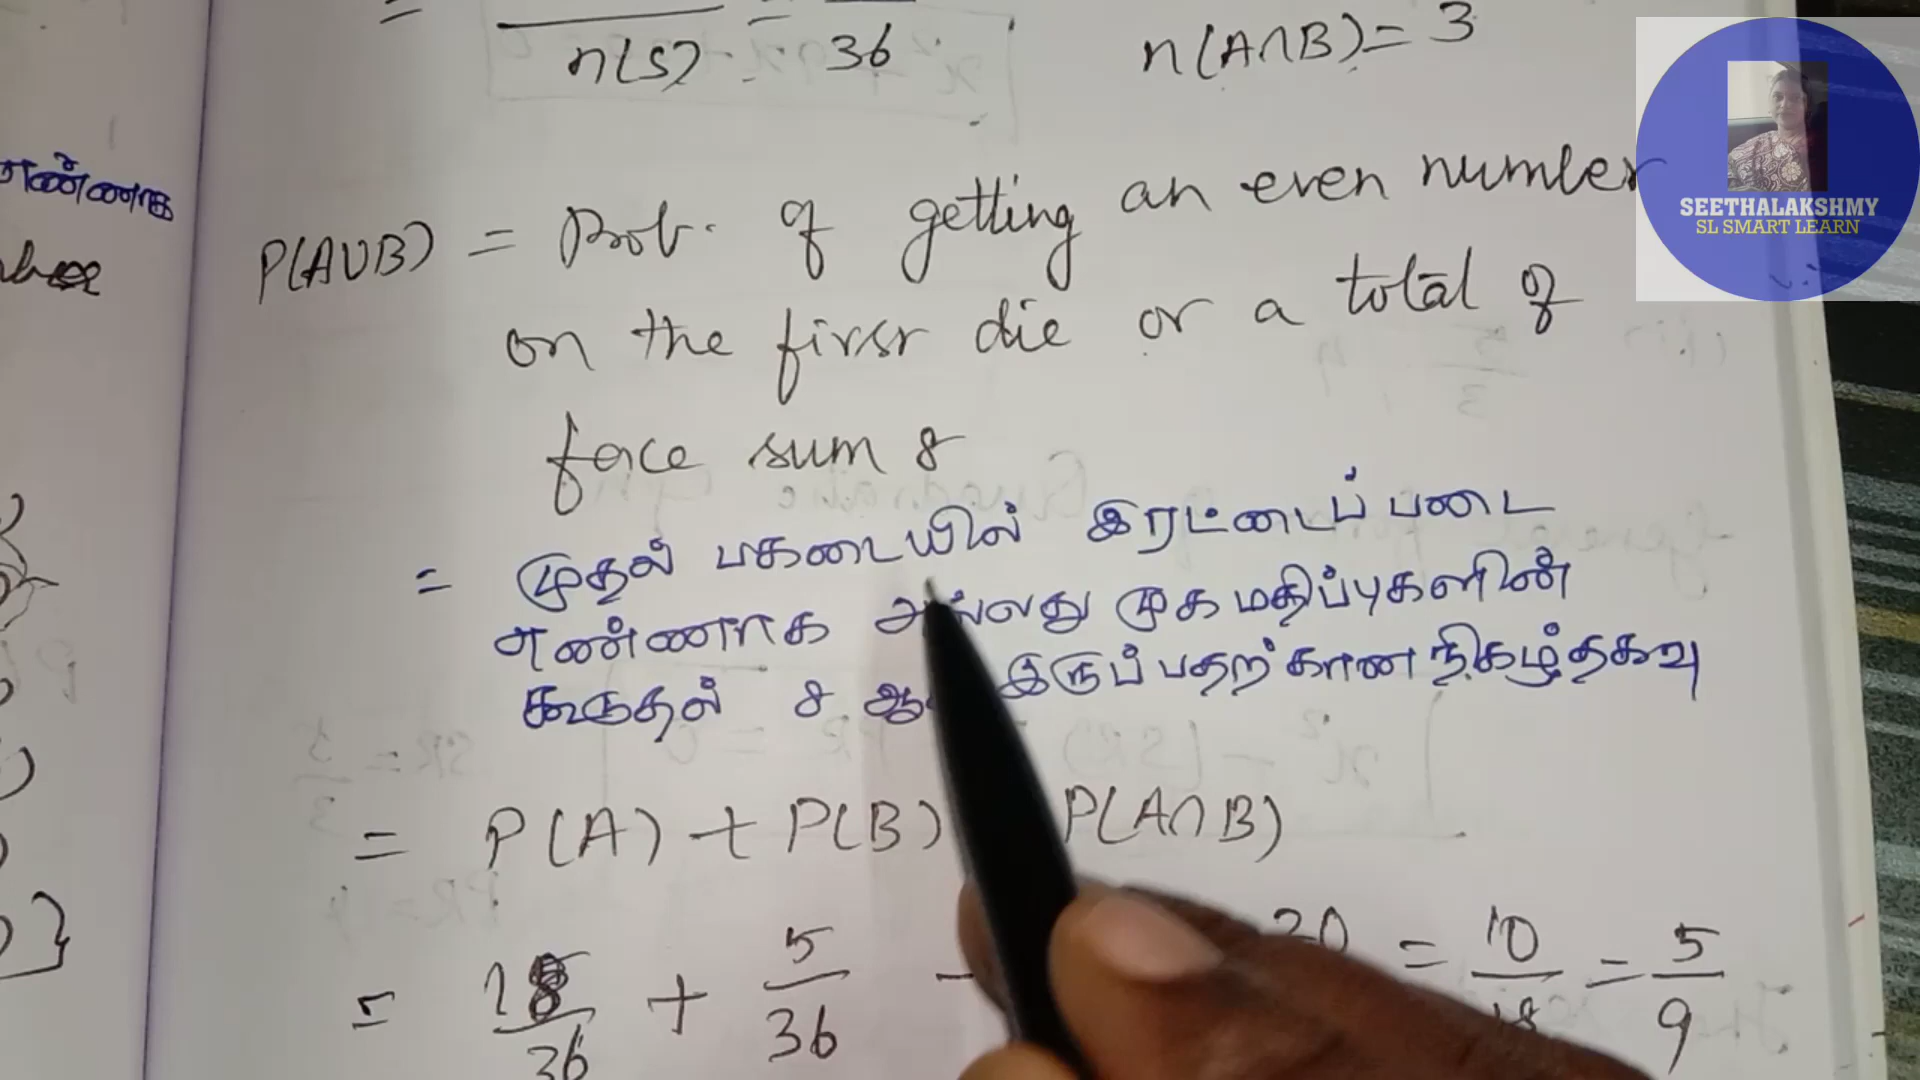 =
n(S) = 36
n(A∩B) = 3
எண்ணாக
P(A∪B) = Prob. of getting an even number
on the first die or a total of
face sum 8
= முதல் பகடையில் இரட்டைப் படை
எண்ணாக அல்லது முக மதிப்புகளின்
கூடுதல் 8 ஆக இருப்பதற்கான நிகழ்தகவு
= P(A) + P(B) P(A∩B)
= 18/36 + 5/36 - 20 = 10/18 = 5/9
SEETHALAKSHMY
SL SMART LEARN